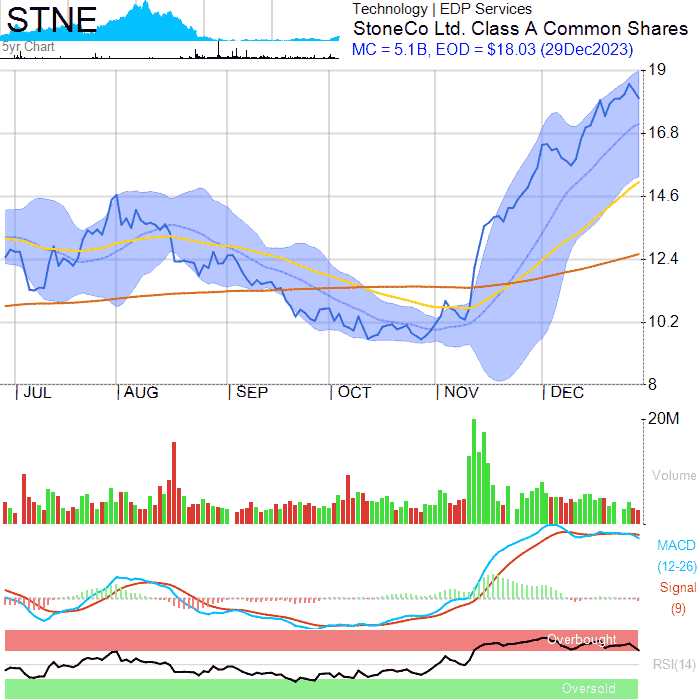 STNE
5yr Chart
Technology | EDP Services
StoneCo Ltd. Class A Common Shares
MC = 5.1B, EOD = $18.03 (29Dec2023)
19
16.8
14.6
12.4
10.2
8
JUL AUG SEP OCT NOV DEC
20M
Volume
MACD
(12-26)
Signal
(9)
Overbought
RSI(14)
Oversold